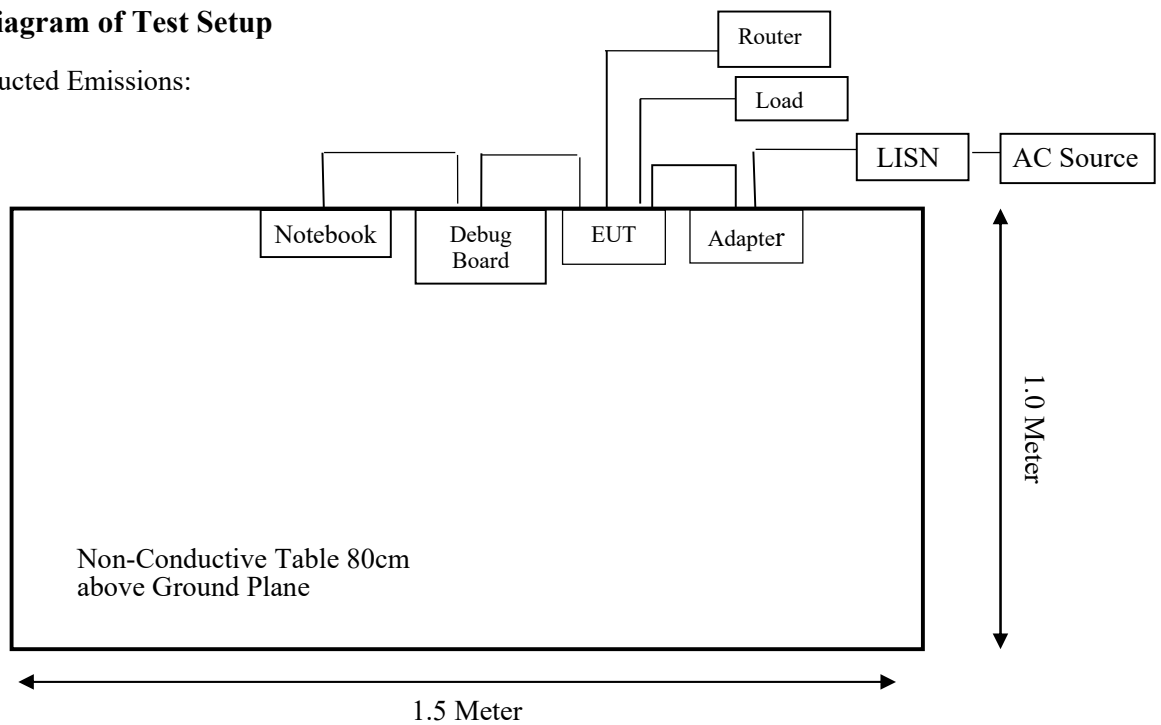 iagram of Test Setup
ucted Emissions:
Router
Load
LISN
AC Source
Notebook
Debug
Board
EUT
Adapter
1.0 Meter
Non-Conductive Table 80cm
above Ground Plane
1.5 Meter